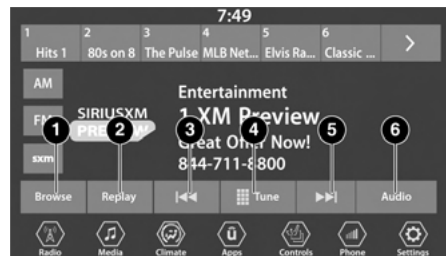 7:49
1 2 3 4 5 6
Hits 1 80s on 8 The Pulse MLB Net... Elvis Ra... Classic ...
AM
Entertainment
FM SIRIUSXM 1 XM Preview
PREVIEW Great Offer Now!
sxm 844-711-8800
1 2 3 4 5 6
Browse Replay Tune Audio
Radio Media Climate Apps Controls Phone Settings